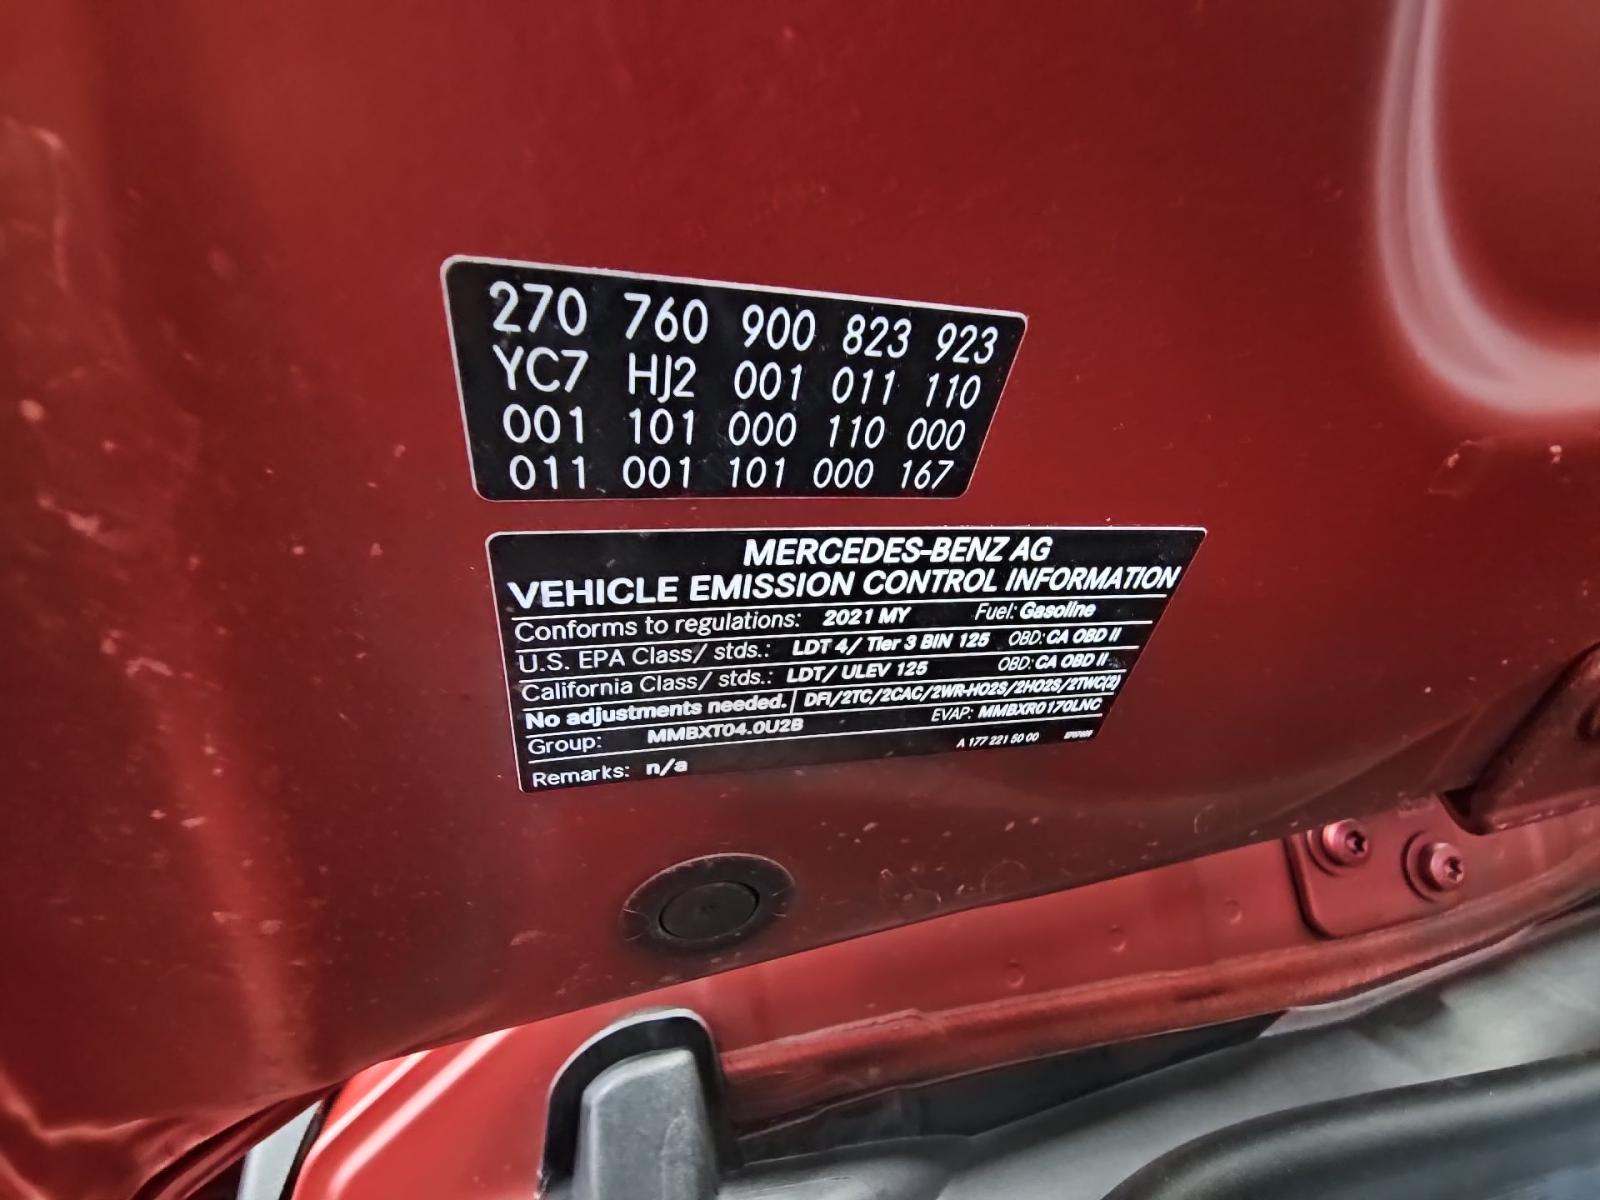 270 760 900 823 923
YC7 HJ2 001 011 110
001 101 000 110 000
011 001 101 000 167
MERCEDES-BENZ AG
VEHICLE EMISSION CONTROL INFORMATION
Conforms to regulations: 2021 MY Fuel: Gasoline
U.S. EPA Class/ stds.: LDT 4/ Tier 3 BIN 125 OBD: CA OBD II
California Class/ stds.: LDT/ ULEV 125 OBD: CA OBD II
No adjustments needed. DFI/2TC/2CAC/2WR-HO2S/2HO2S/2TWC(2)
Group: MMBXT04.0U2B EVAP: MMBXR0170LNC
Remarks: n/a A 177 221 50 00